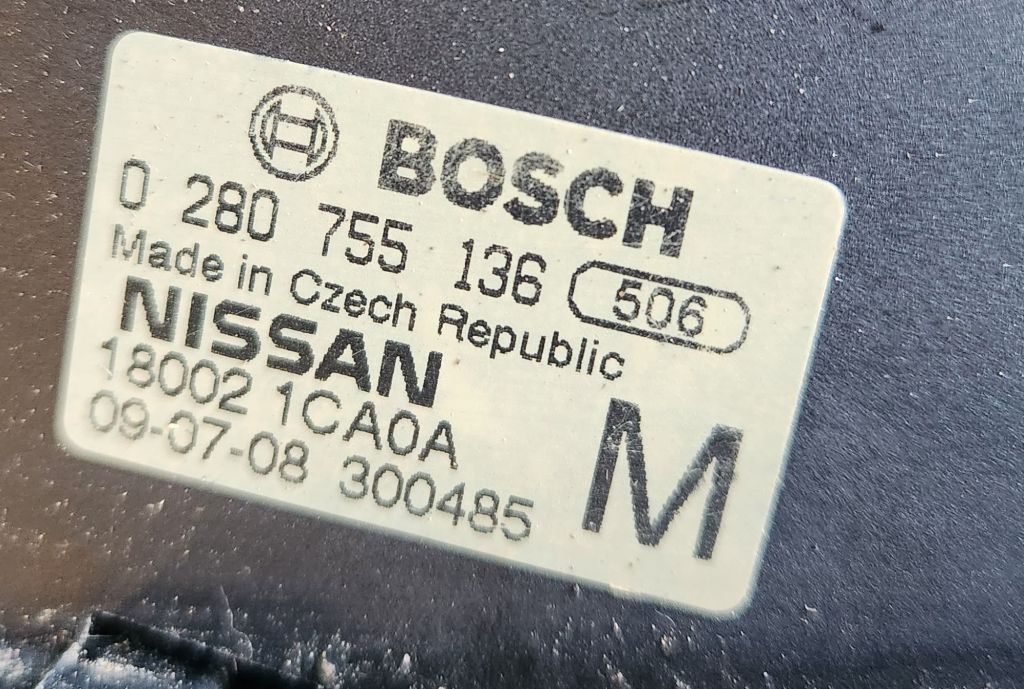 BOSCH
0 280 755 136 506
Made in Czech Republic
NISSAN
18002 1CA0A
09-07-08 300485
M